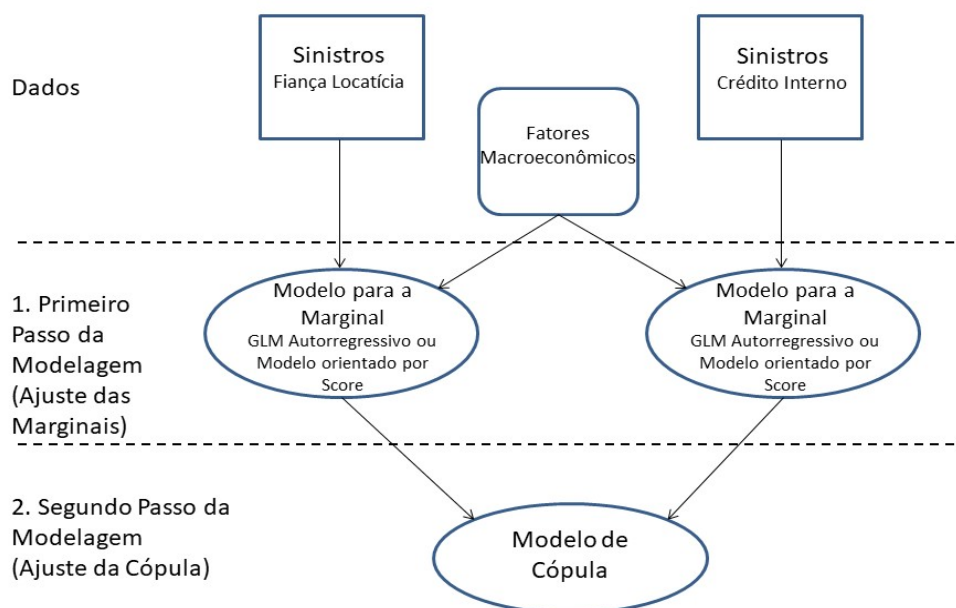 Dados
Sinistros
Fiança Locatícia
Fatores
Macroeconômicos
Sinistros
Crédito Interno
1. Primeiro
Passo da
Modelagem
(Ajuste das
Marginais)
Modelo para a
Marginal
GLM Autorregressivo ou
Modelo orientado por
Score
Modelo para a
Marginal
GLM Autorregressivo ou
Modelo orientado por
Score
2. Segundo Passo da
Modelagem
(Ajuste da Cópula)
Modelo de
Cópula